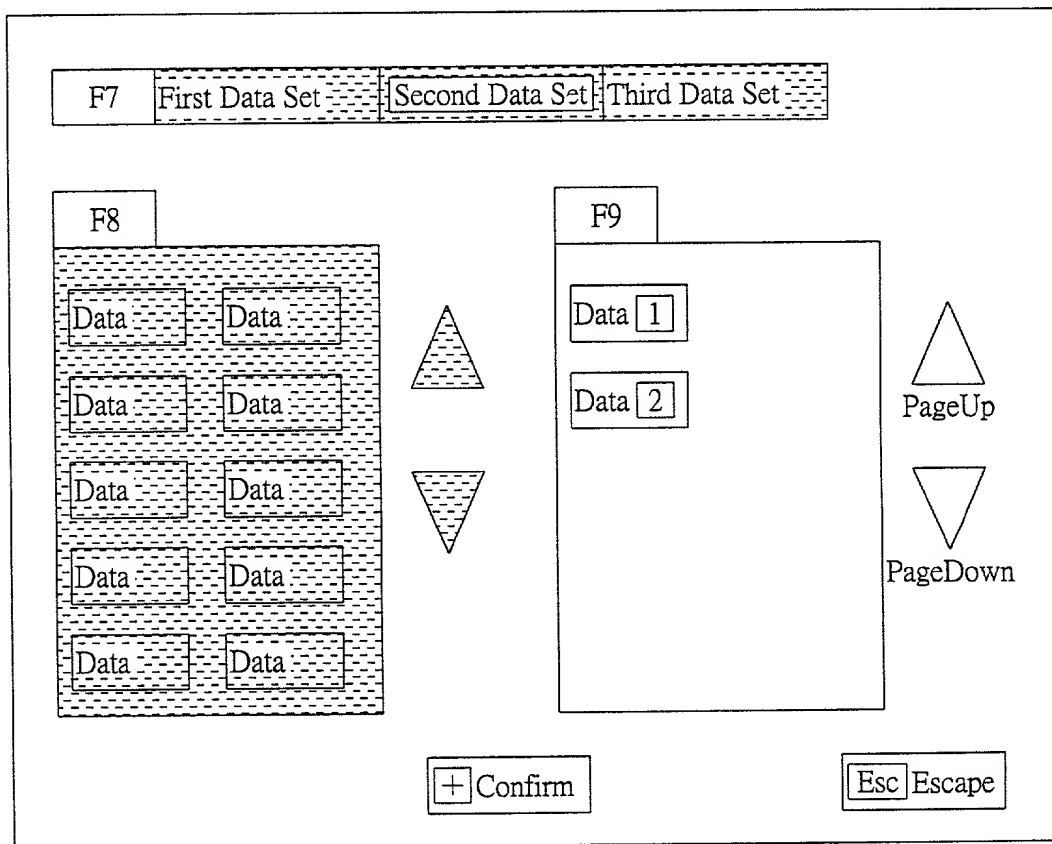 F7 First Data Set Second Data Set Third Data Set
F8
Data Data
Data Data
Data Data
Data Data
Data Data
F9
Data 1
Data 2
PageUp
PageDown
+ Confirm
Esc Escape